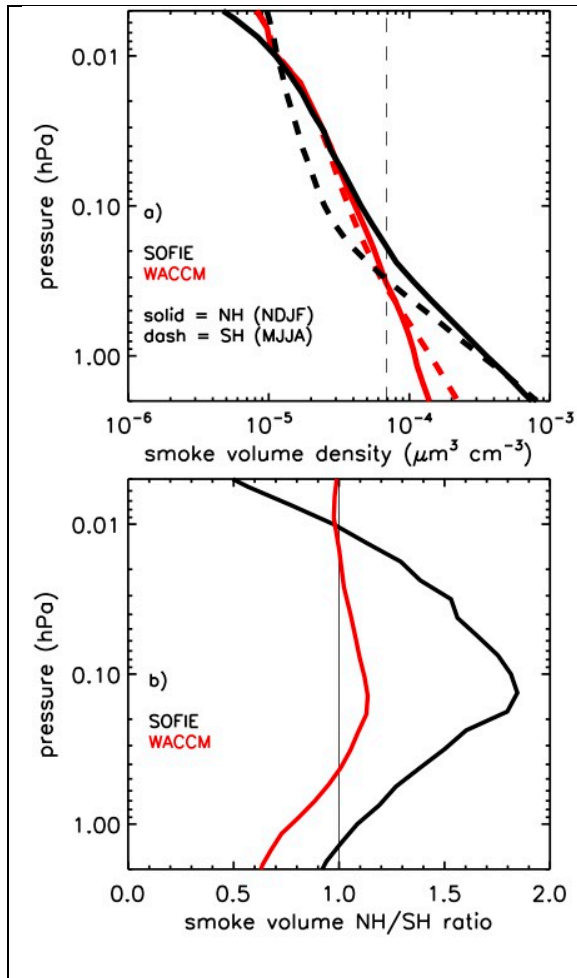 0.01
0.10
1.00
pressure (hPa)
a)
SOFIE
WACCM
solid = NH (NDJF)
dash = SH (MJJA)
10⁻⁶ 10⁻⁵ 10⁻⁴ 10⁻³
smoke volume density (μm³ cm⁻³)
0.01
0.10
1.00
pressure (hPa)
b)
SOFIE
WACCM
0.0 0.5 1.0 1.5 2.0
smoke volume NH/SH ratio